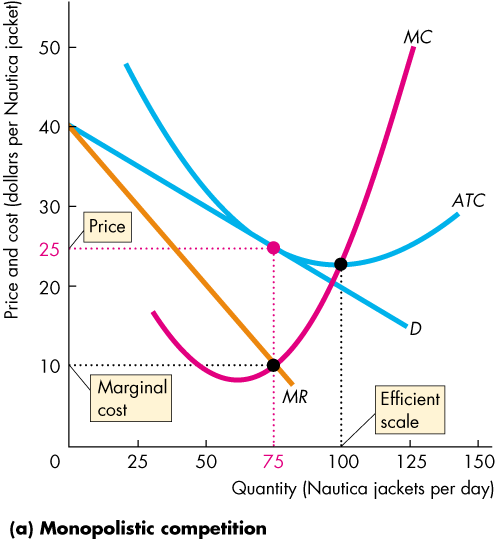 Price and cost (dollars per Nautica jacket)
50
40
30
25
20
10
0
Price
Marginal
cost
MC
ATC
D
MR
Efficient
scale
25
50
75
100
125
150
Quantity (Nautica jackets per day)
(a) Monopolistic competition